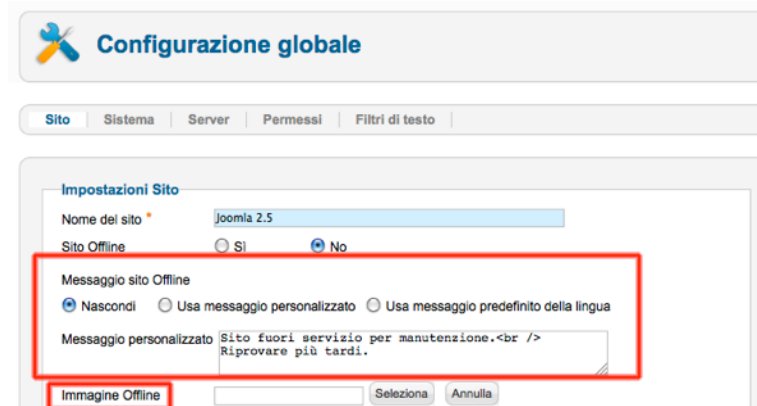 Configurazione globale
Sito Sistema Server Permessi Filtri di testo
Impostazioni Sito
Nome del sito * Joomla 2.5
Sito Offline Sì No
Messaggio sito Offline
Nascondi Usa messaggio personalizzato Usa messaggio predefinito della lingua
Messaggio personalizzato Sito fuori servizio per manutenzione.<br />
Riprovare più tardi.
Immagine Offline Seleziona Annulla